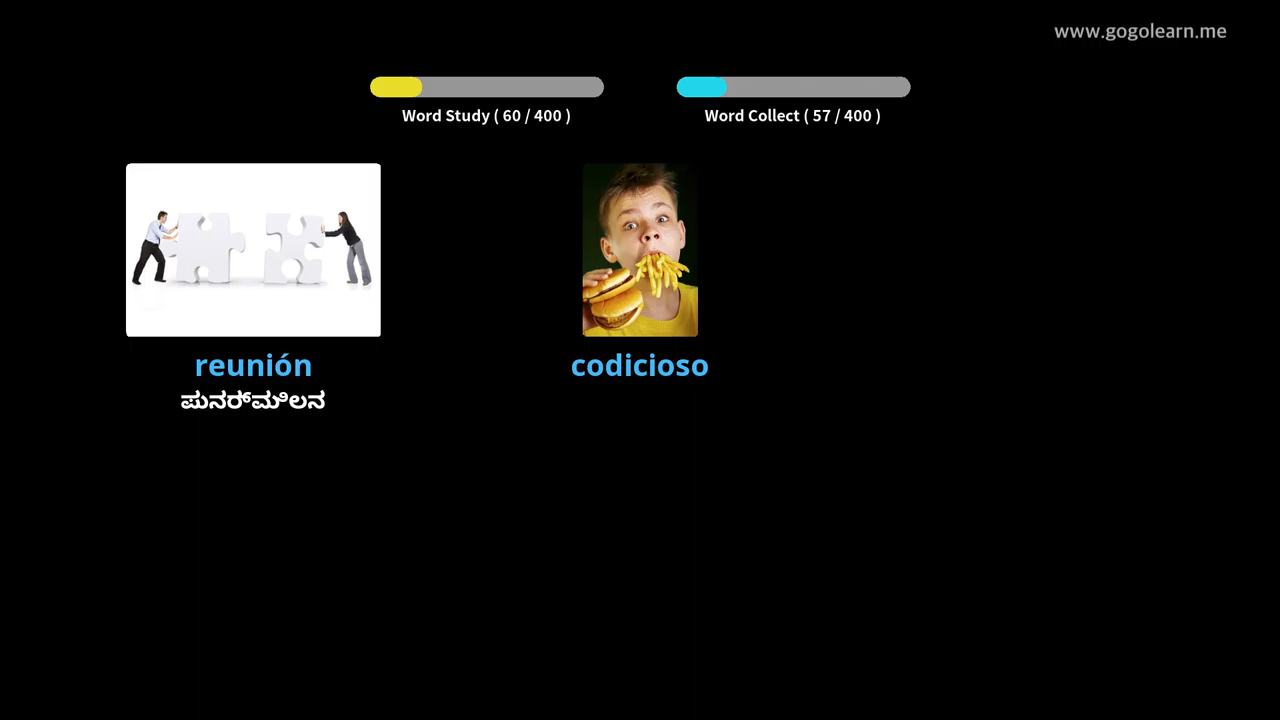 www.gogolearn.me
Word Study ( 60 / 400 )
Word Collect ( 57 / 400 )
reunión
codicioso
ಪುನರ್ಮಿಲನ